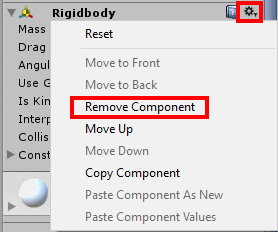 Rigidbody
Mass
Drag
Angul
Use G
Is Kin
Interp
Collis
Const
Reset
Move to Front
Move to Back
Remove Component
Move Up
Move Down
Copy Component
Paste Component As New
Paste Component Values